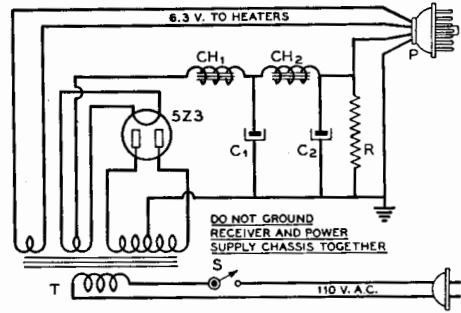 6.3 V. TO HEATERS
P
CH1
CH2
5Z3
C1
C2
R
DO NOT GROUND
RECEIVER AND POWER
SUPPLY CHASSIS TOGETHER
T
S
110 V. A.C.